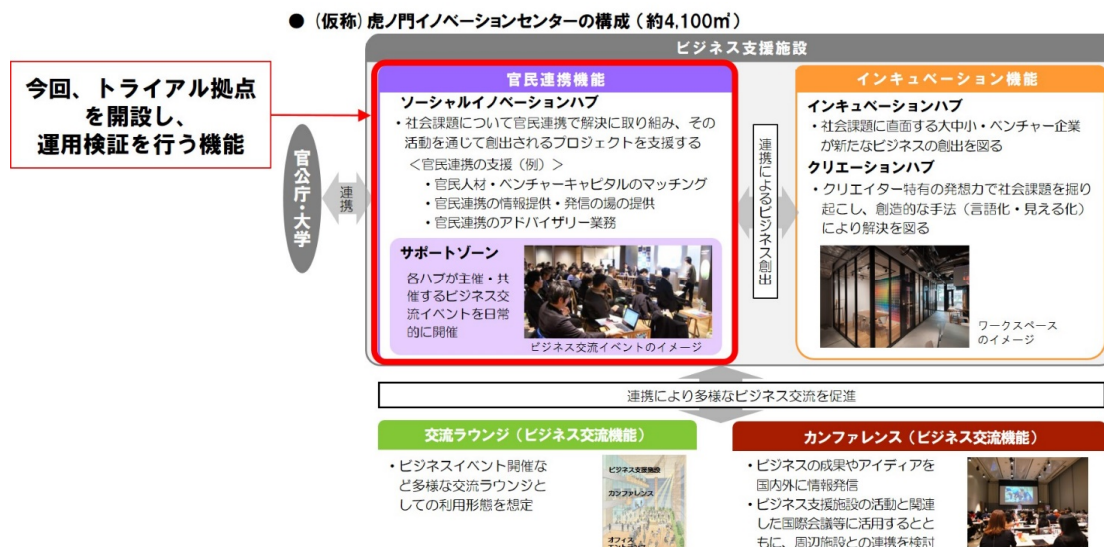 ● (仮称) 虎ノ門イノベーションセンターの構成 (約4,100㎡)
ビジネス支援施設
今回、トライアル拠点
を開設し、
運用検証を行う機能
官公庁・大学
連携
官民連携機能
ソーシャルイノベーションハブ
・社会課題について官民連携で解決に取り組み、その
活動を通じて創出されるプロジェクトを支援する
＜官民連携の支援（例）＞
・官民人材・ベンチャーキャピタルのマッチング
・官民連携の情報提供・発信の場の提供
・官民連携のアドバイザリー業務
サポートゾーン
各ハブが主催・共
催するビジネス交
流イベントを日常
的に開催
ビジネス交流イベントのイメージ
連携によるビジネス創出
インキュベーション機能
インキュベーションハブ
・社会課題に直面する大中小・ベンチャー企業
が新たなビジネスの創出を図る
クリエーションハブ
・クリエイター特有の発想力で社会課題を掘り
起こし、創造的な手法（言語化・見える化）
により解決を図る
ワークスペース
のイメージ
連携により多様なビジネス交流を促進
交流ラウンジ（ビジネス交流機能）
・ビジネスイベント開催な
ど多様な交流ラウンジと
しての利用形態を想定
ビジネス支援施設
カンファレンス
オフィス
エントランス
カンファレンス（ビジネス交流機能）
・ビジネスの成果やアイディアを
国内外に情報発信
・ビジネス支援施設の活動と関連
した国際会議等に活用するとと
もに、周辺施設との連携を検討